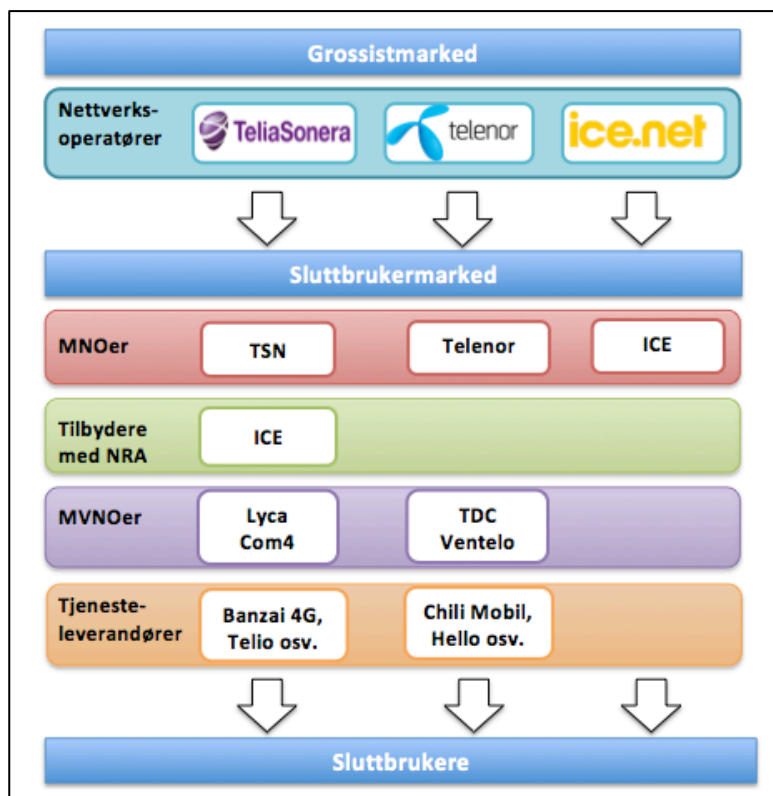 Grossistmarked
Nettverks-
operatører
TeliaSonera
telenor
ice.net
Sluttbrukermarked
MNOer
TSN
Telenor
ICE
Tilbydere
med NRA
ICE
MVNOer
Lyca
Com4
TDC
Ventelo
Tjeneste-
leverandører
Banzai 4G,
Telio osv.
Chili Mobil,
Hello osv.
Sluttbrukere